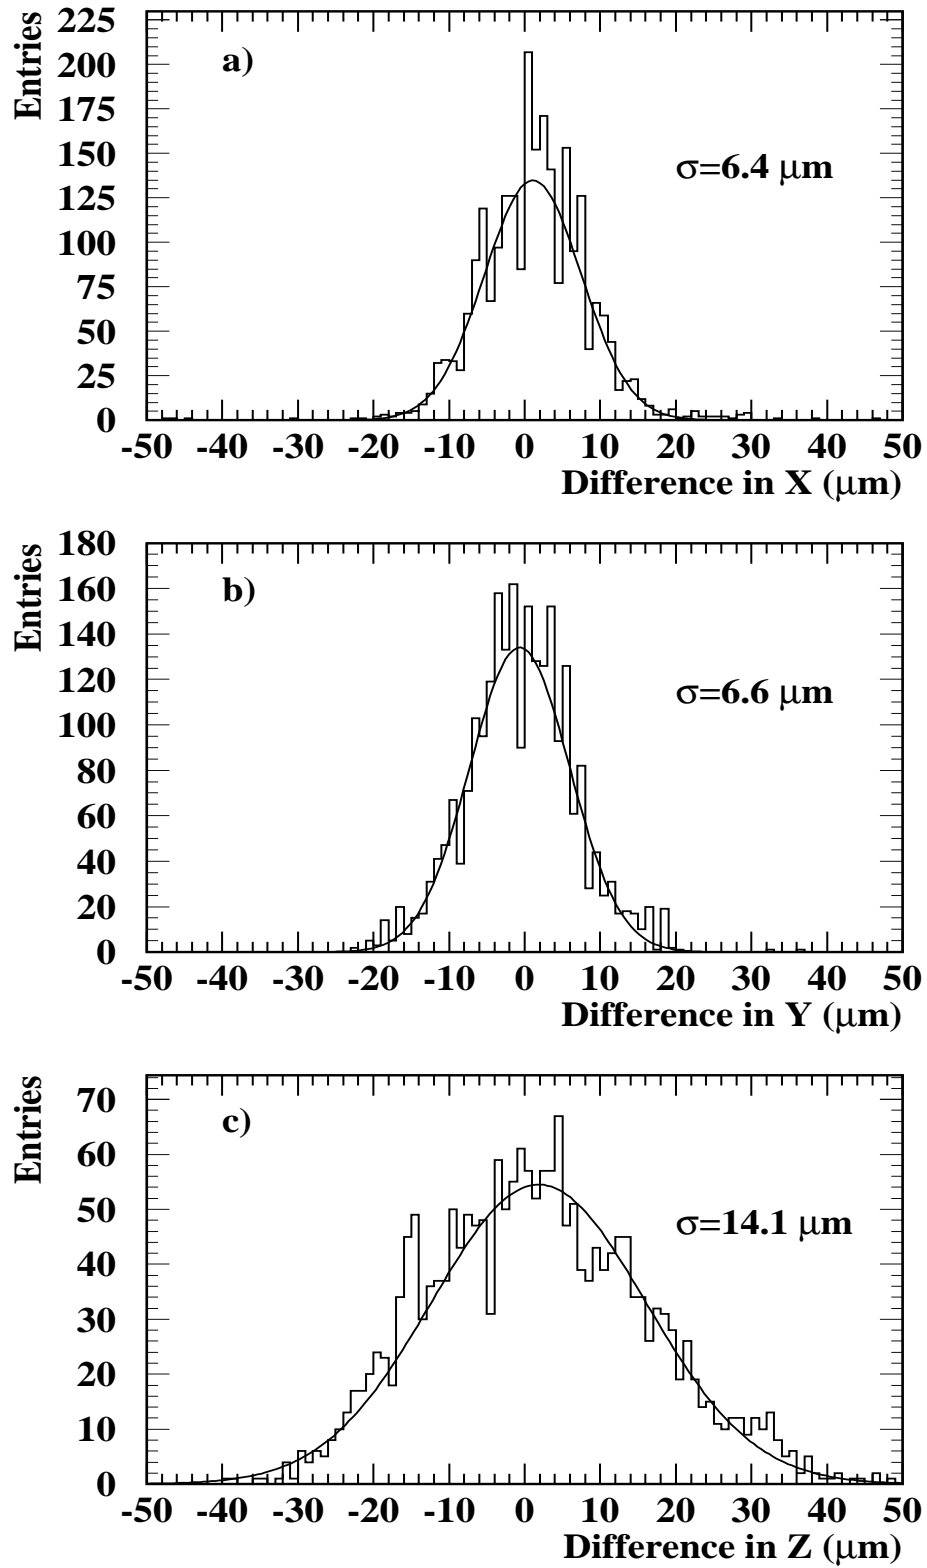 Entries
225
200
175
150
125
100
75
50
25
0
a)
σ=6.4 μm
-50 -40 -30 -20 -10 0 10 20 30 40 50
Difference in X (μm)
Entries
180
160
140
120
100
80
60
40
20
0
b)
σ=6.6 μm
-50 -40 -30 -20 -10 0 10 20 30 40 50
Difference in Y (μm)
Entries
70
60
50
40
30
20
10
0
c)
σ=14.1 μm
-50 -40 -30 -20 -10 0 10 20 30 40 50
Difference in Z (μm)